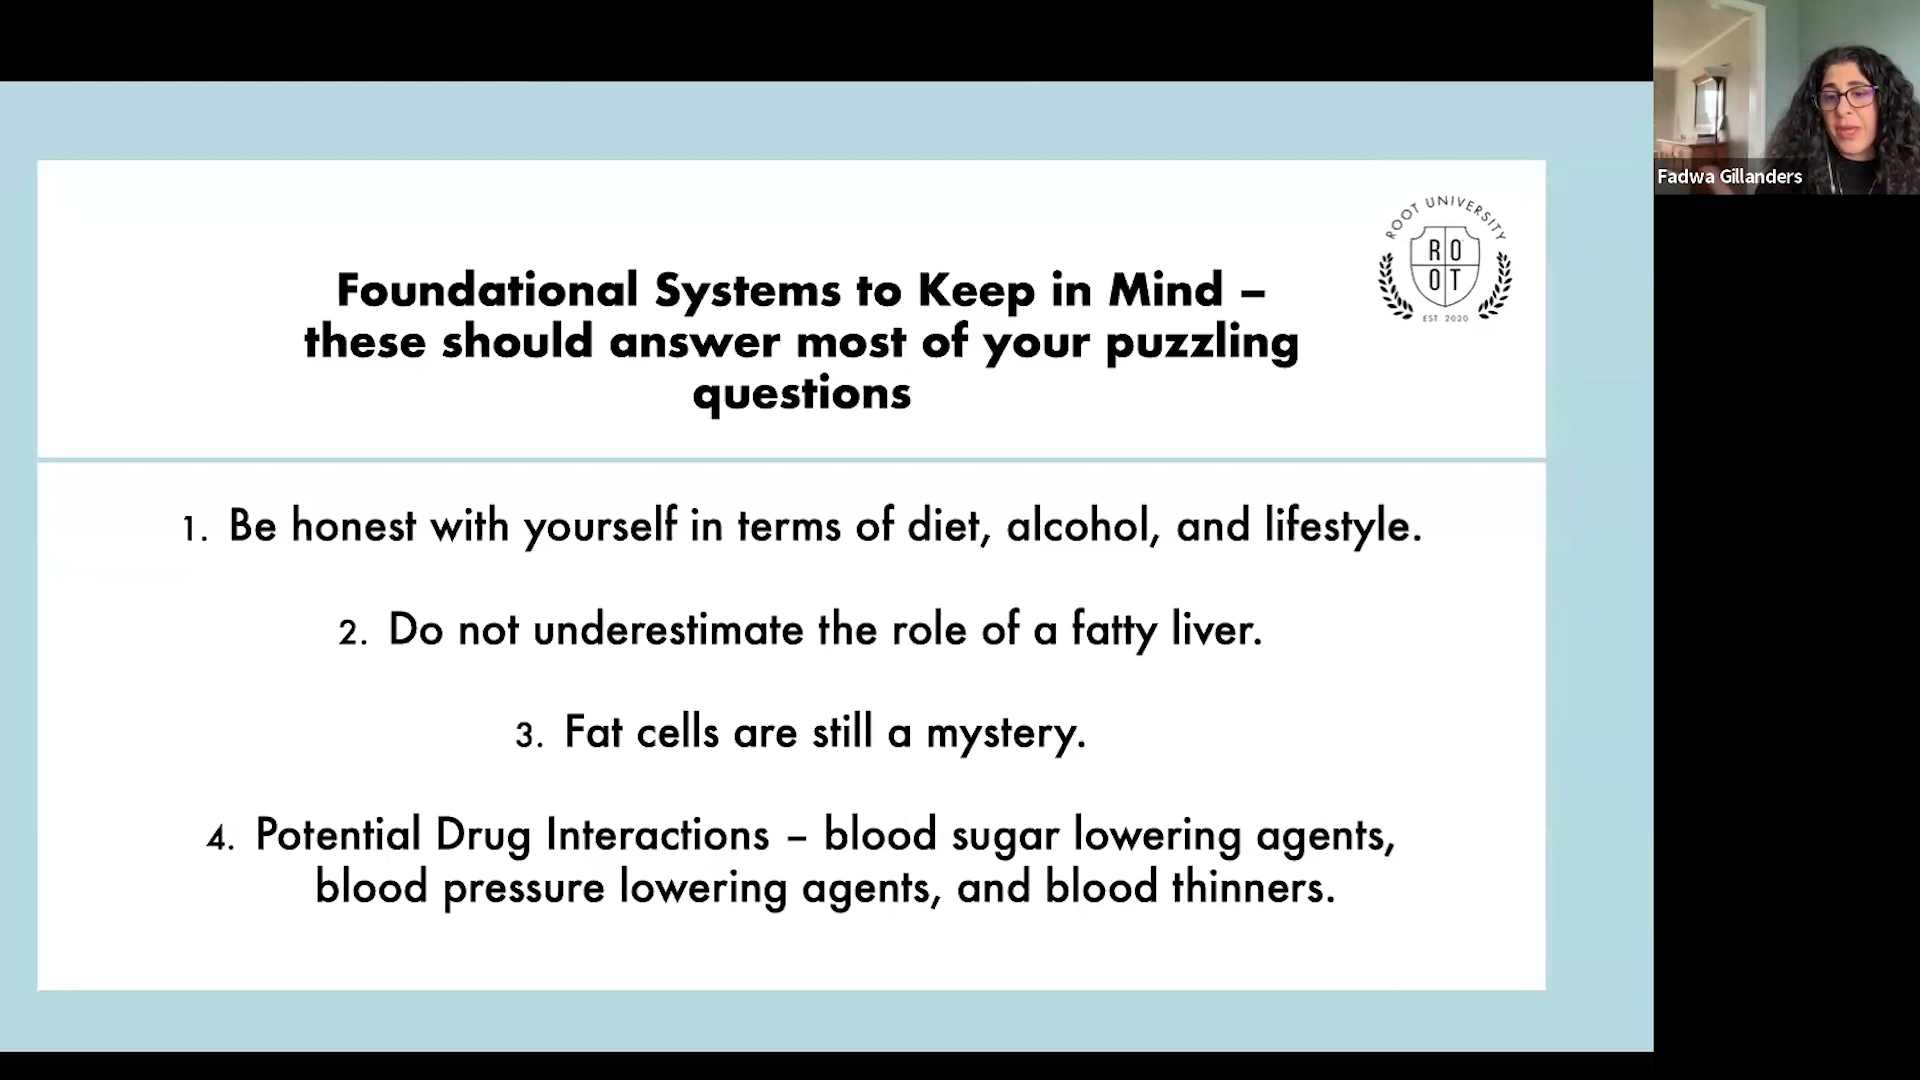 Foundational Systems to Keep in Mind –
these should answer most of your puzzling
questions
ROOT UNIVERSITY
R O
O T
EST. 2020
1. Be honest with yourself in terms of diet, alcohol, and lifestyle.
2. Do not underestimate the role of a fatty liver.
3. Fat cells are still a mystery.
4. Potential Drug Interactions – blood sugar lowering agents,
blood pressure lowering agents, and blood thinners.
Fadwa Gillanders